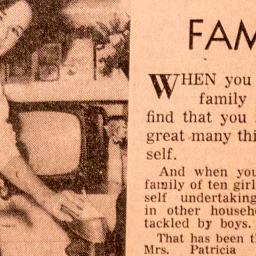 FAM
WHEN you
family
find that you
great many thi
self.
And when you
family of ten girl
self undertaking
in other househo
tackled by boys.
That has been th
Mrs. Patricia